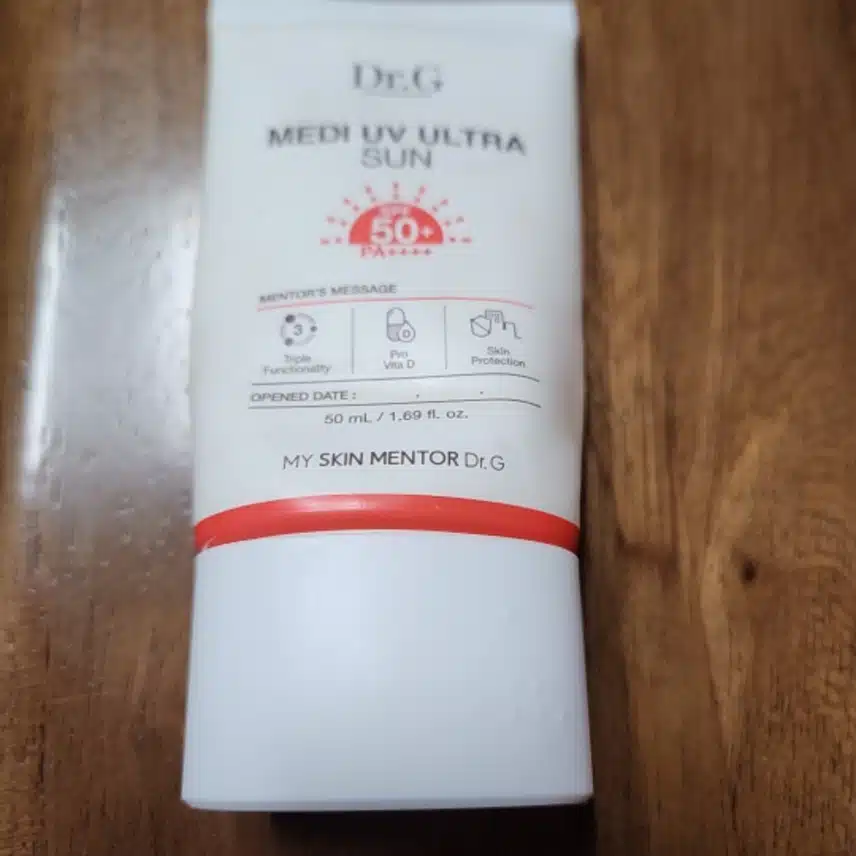 Dr.G
MEDI UV ULTRA
SUN
SPF
50+
PA++++
MENTOR'S MESSAGE
3
Triple
Functionality
Pro
Vita D
Skin
Protection
OPENED DATE : . .
50 mL / 1.69 fl. oz.
MY SKIN MENTOR Dr.G